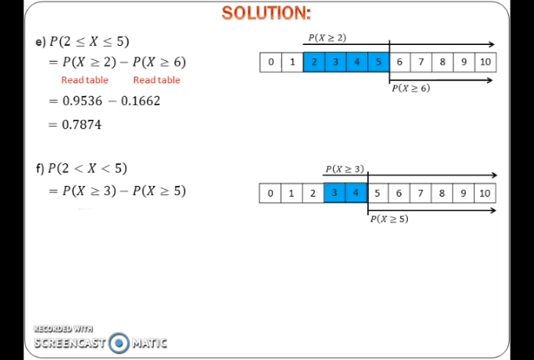 SOLUTION:
e) P(2 ≤ X ≤ 5)
= P(X ≥ 2) − P(X ≥ 6)
Read table Read table
= 0.9536 − 0.1662
= 0.7874
P(X ≥ 2)
0 1 2 3 4 5 6 7 8 9 10
P(X ≥ 6)
f) P(2 < X < 5)
= P(X ≥ 3) − P(X ≥ 5)
P(X ≥ 3)
0 1 2 3 4 5 6 7 8 9 10
P(X ≥ 5)
RECORDED WITH
SCREENCAST MATIC